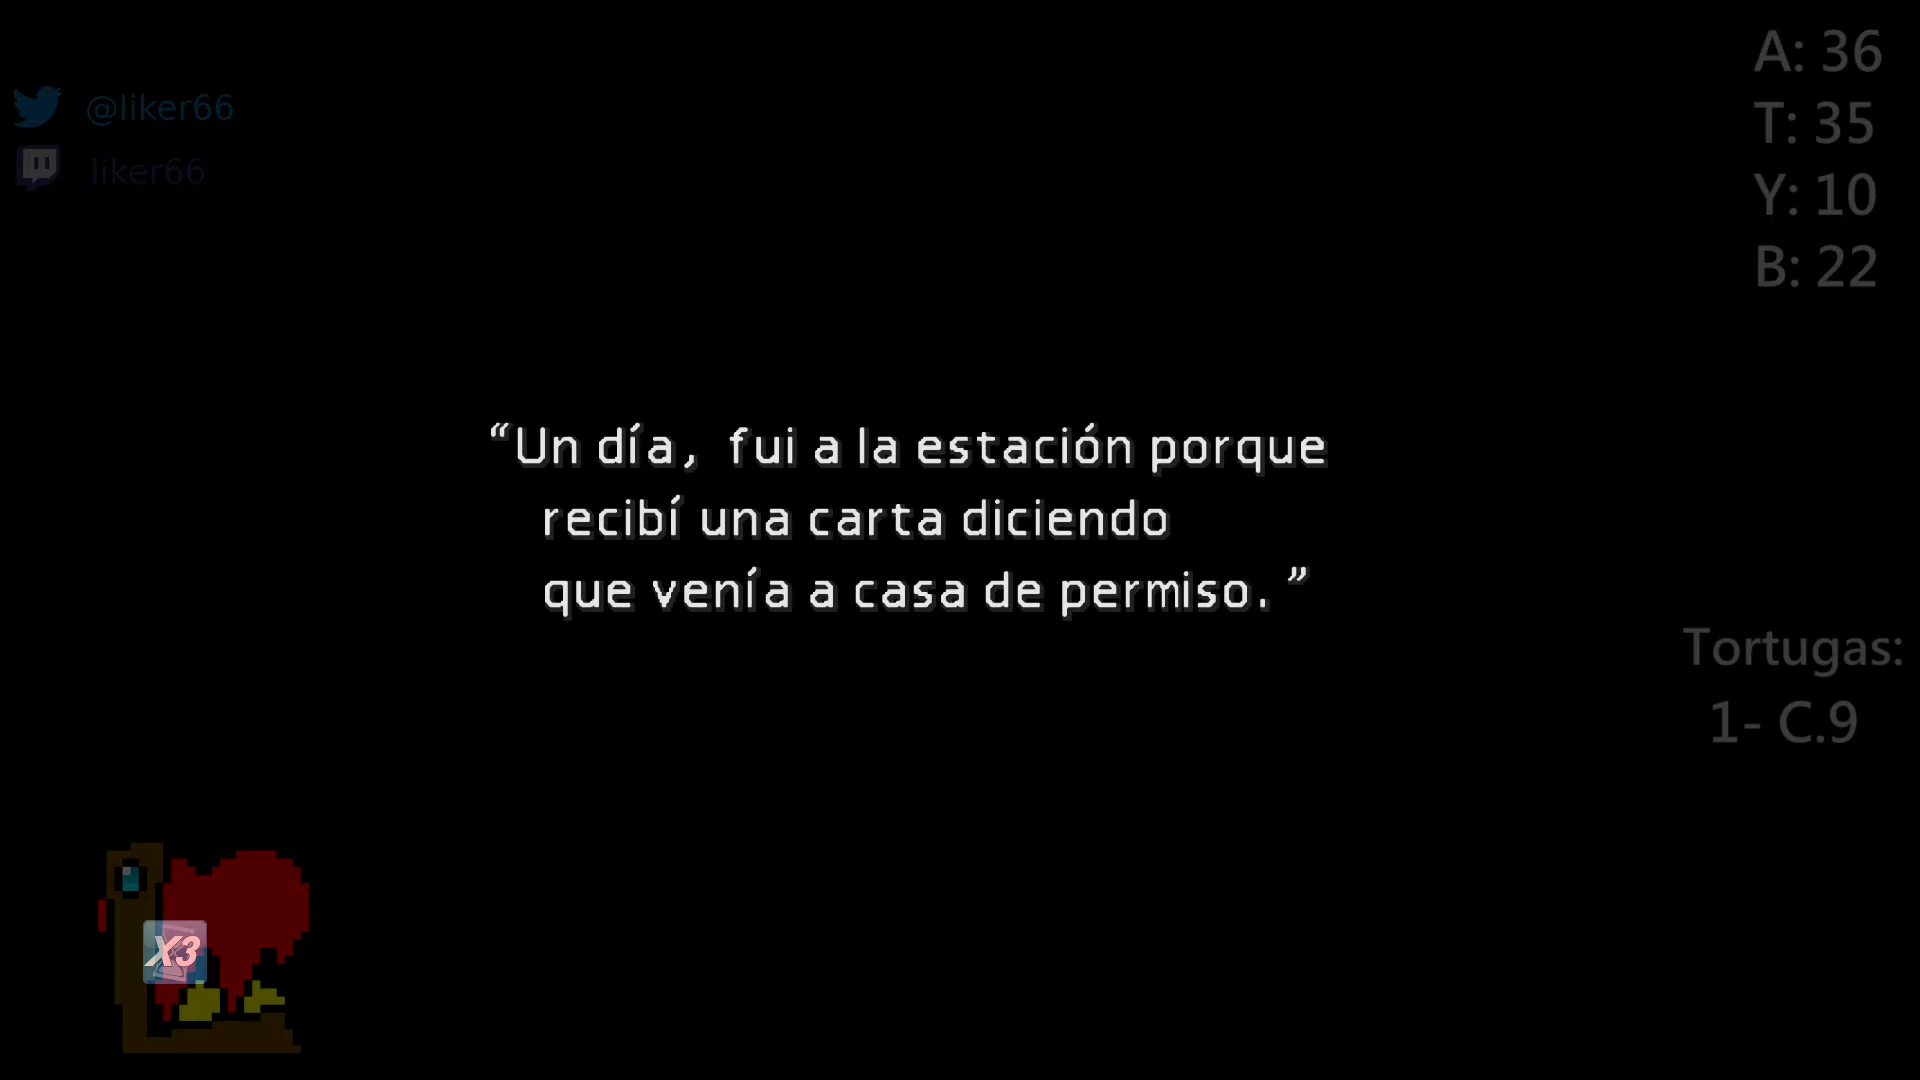 @liker66
liker66
A: 36
T: 35
Y: 10
B: 22
“Un día, fui a la estación porque
recibí una carta diciendo
que venía a casa de permiso.”
Tortugas:
1- C.9
X3